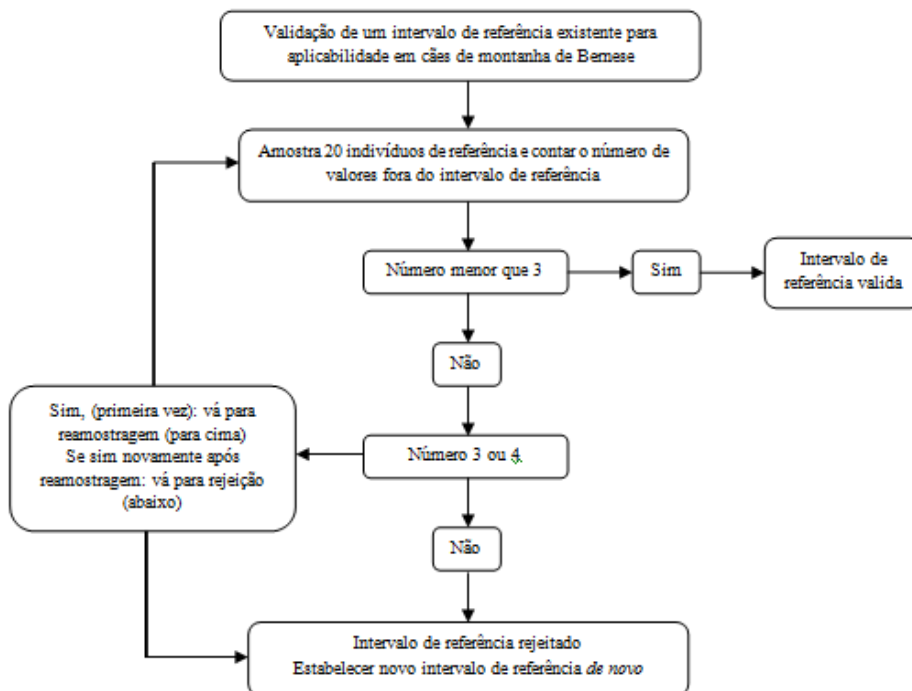 Validação de um intervalo de referência existente para
aplicabilidade em cães de montanha de Bernese
Amostra 20 indivíduos de referência e contar o número de
valores fora do intervalo de referência
Número menor que 3
Sim
Intervalo de
referência valida
Não
Sim, (primeira vez): vá para
reamostragem (para cima)
Se sim novamente após
reamostragem: vá para rejeição
(abaixo)
Número 3 ou 4.
Não
Intervalo de referência rejeitado
Estabelecer novo intervalo de referência de novo